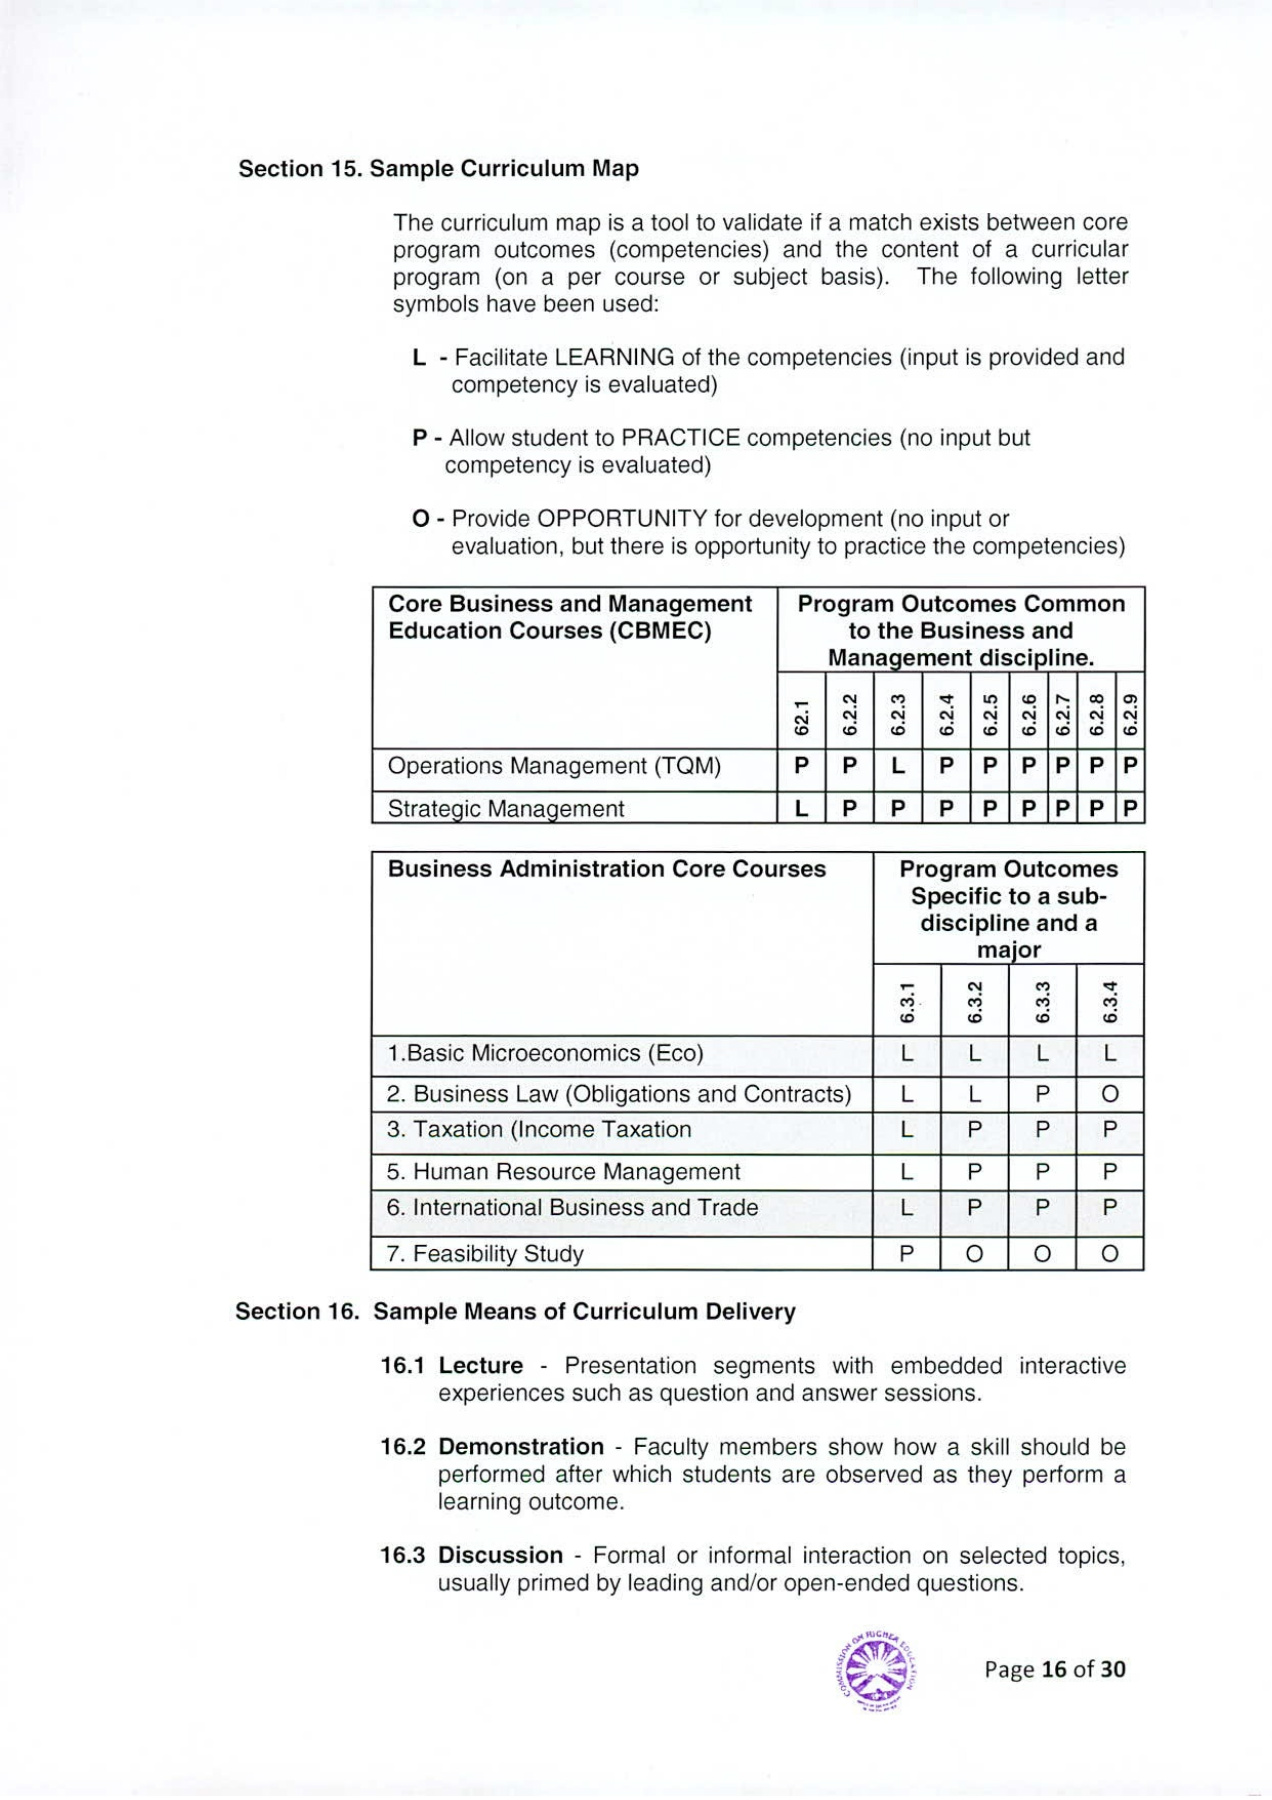 Section 15. Sample Curriculum Map
The curriculum map is a tool to validate if a match exists between core
program outcomes (competencies) and the content of a curricular
program (on a per course or subject basis). The following letter
symbols have been used:
L - Facilitate LEARNING of the competencies (input is provided and
competency is evaluated)
P - Allow student to PRACTICE competencies (no input but
competency is evaluated)
O - Provide OPPORTUNITY for development (no input or
evaluation, but there is opportunity to practice the competencies)
Core Business and Management
Education Courses (CBMEC)
Program Outcomes Common
to the Business and
Management discipline.
62.1 6.2.2 6.2.3 6.2.4 6.2.5 6.2.6 6.2.7 6.2.8 6.2.9
Operations Management (TQM) P P L P P P P P P
Strategic Management L P P P P P P P P
Business Administration Core Courses
Program Outcomes
Specific to a sub-
discipline and a
major
6.3.1 6.3.2 6.3.3 6.3.4
1.Basic Microeconomics (Eco) L L L L
2. Business Law (Obligations and Contracts) L L P O
3. Taxation (Income Taxation L P P P
5. Human Resource Management L P P P
6. International Business and Trade L P P P
7. Feasibility Study P O O O
Section 16. Sample Means of Curriculum Delivery
16.1 Lecture - Presentation segments with embedded interactive
experiences such as question and answer sessions.
16.2 Demonstration - Faculty members show how a skill should be
performed after which students are observed as they perform a
learning outcome.
16.3 Discussion - Formal or informal interaction on selected topics,
usually primed by leading and/or open-ended questions.
COMMISSION ON HIGHER EDUCATION
Page 16 of 30